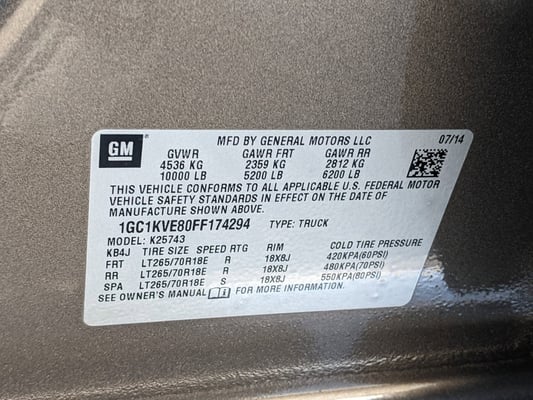 GM
MFD BY GENERAL MOTORS LLC 07/14
GVWR GAWR FRT GAWR RR
4536 KG 2359 KG 2812 KG
10000 LB 5200 LB 6200 LB
THIS VEHICLE CONFORMS TO ALL APPLICABLE U.S. FEDERAL MOTOR
VEHICLE SAFETY STANDARDS IN EFFECT ON THE DATE OF
MANUFACTURE SHOWN ABOVE.
1GC1KVE80FF174294 TYPE: TRUCK
MODEL: K25743
KB4J TIRE SIZE SPEED RTG RIM COLD TIRE PRESSURE
FRT LT265/70R18E R 18X8J 420KPA(60PSI)
RR LT265/70R18E R 18X8J 480KPA(70PSI)
SPA LT265/70R18E S 18X8J 550KPA(80PSI)
SEE OWNER'S MANUAL FOR MORE INFORMATION.